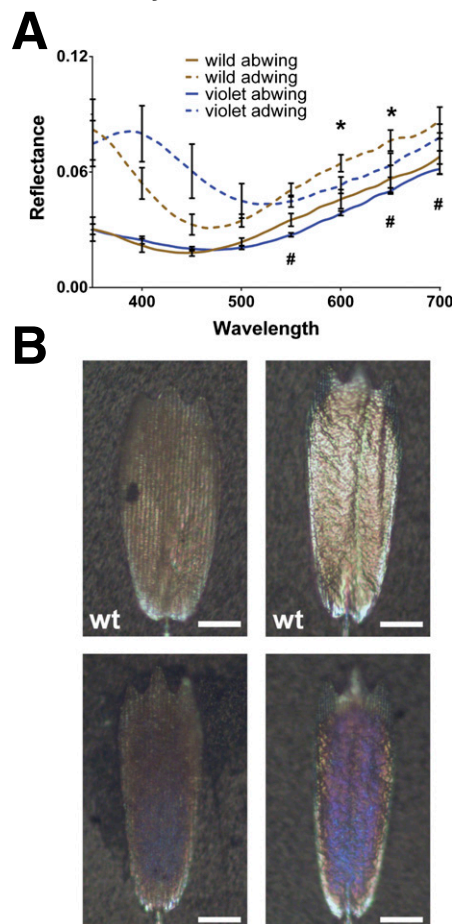 A
0.12
wild abwing
wild adwing
violet abwing
violet adwing
*
*
Reflectance
0.06
#
#
#
0.00
400
500
600
700
Wavelength
B
wt
wt